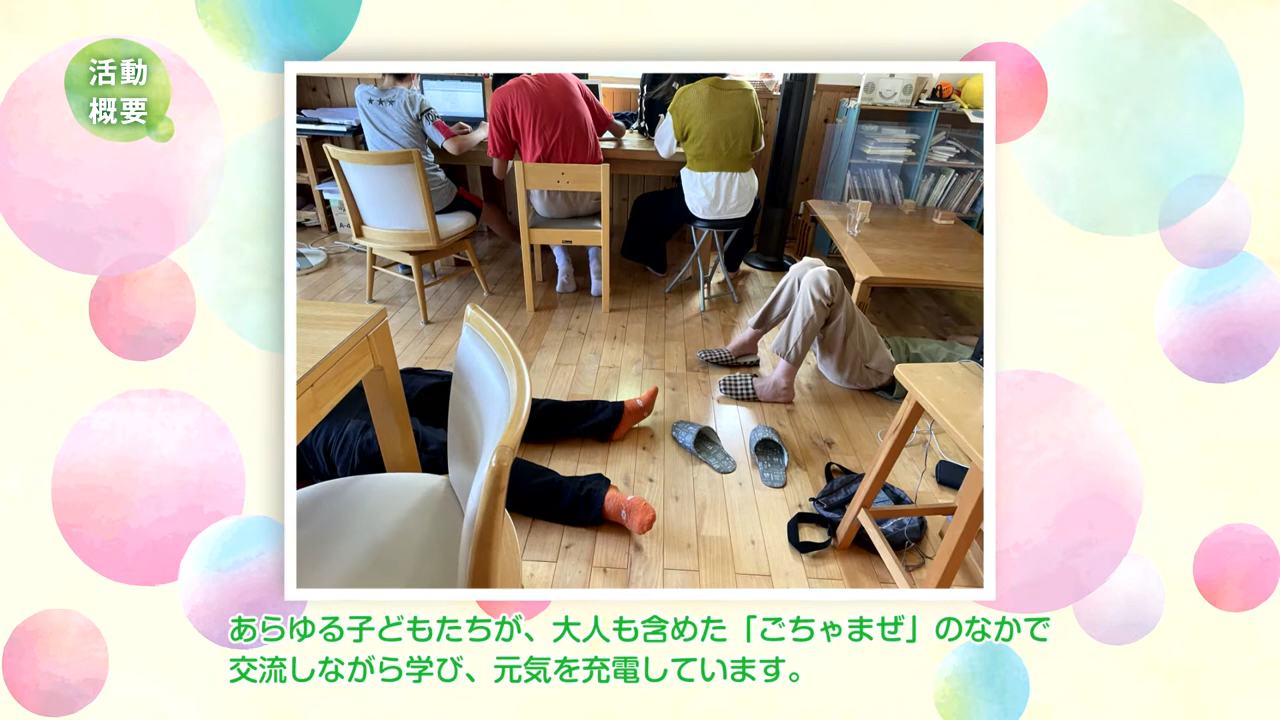 活動
概要
あらゆる子どもたちが、大人も含めた「ごちゃまぜ」のなかで
交流しながら学び、元気を充電しています。